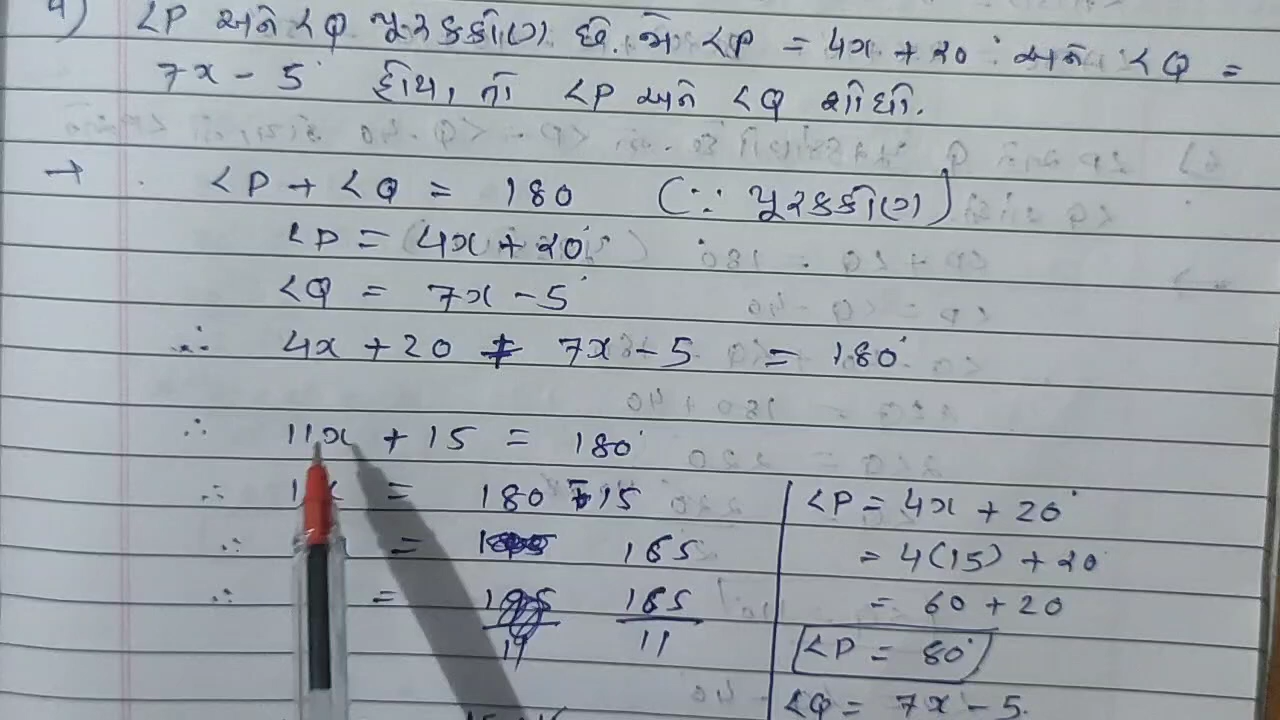 4) ∠P અને ∠Q પૂરકકોણ છે. જો ∠P = 4x + 20° અને ∠Q =
7x - 5° હોય, તો ∠P અને ∠Q શોધો.
→ ∠P + ∠Q = 180 (∵ પૂરકકોણ)
∠P = 4x + 20°
∠Q = 7x - 5°
∴ 4x + 20 + 7x - 5 = 180°
∴ 11x + 15 = 180°
∴ = 180 - 15
∴ = 165
∴ = 165/11
∠P = 4x + 20°
= 4(15) + 20
= 60 + 20
∠P = 80°
∠Q = 7x - 5